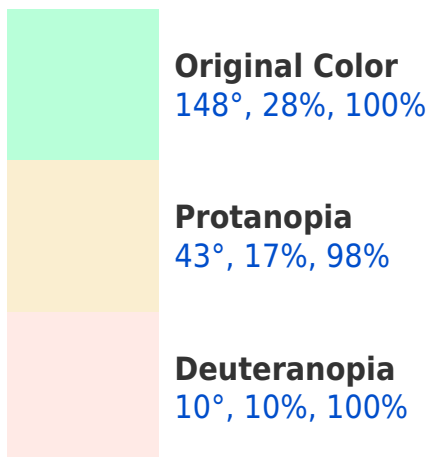 Original Color
148°, 28%, 100%
Protanopia
43°, 17%, 98%
Deuteranopia
10°, 10%, 100%